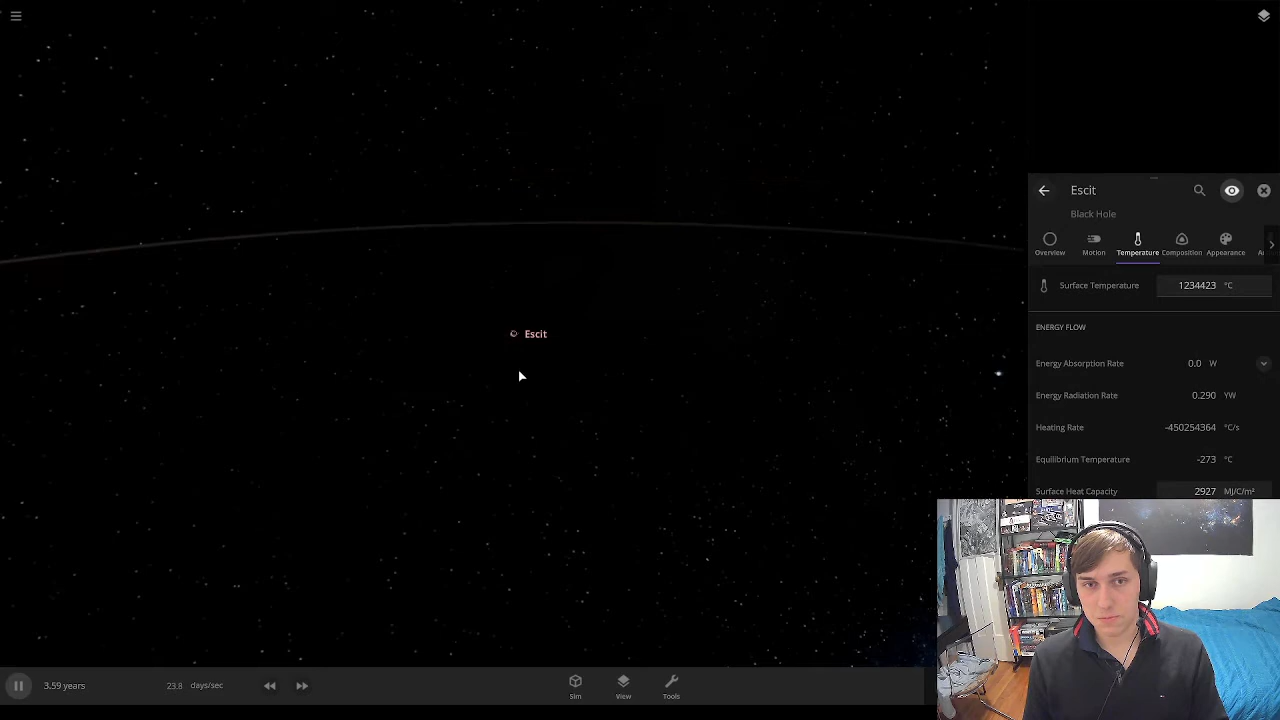 Escit
Black Hole
Overview
Motion
Temperature
Composition
Appearance
Surface Temperature 1234423 °C
ENERGY FLOW
Energy Absorption Rate 0.0 W
Energy Radiation Rate 0.290 YW
Heating Rate -450254364 °C/s
Equilibrium Temperature -273 °C
Surface Heat Capacity 2927 MJ/C/m²
Escit
3.59 years
23.8 days/sec
Sim
View
Tools